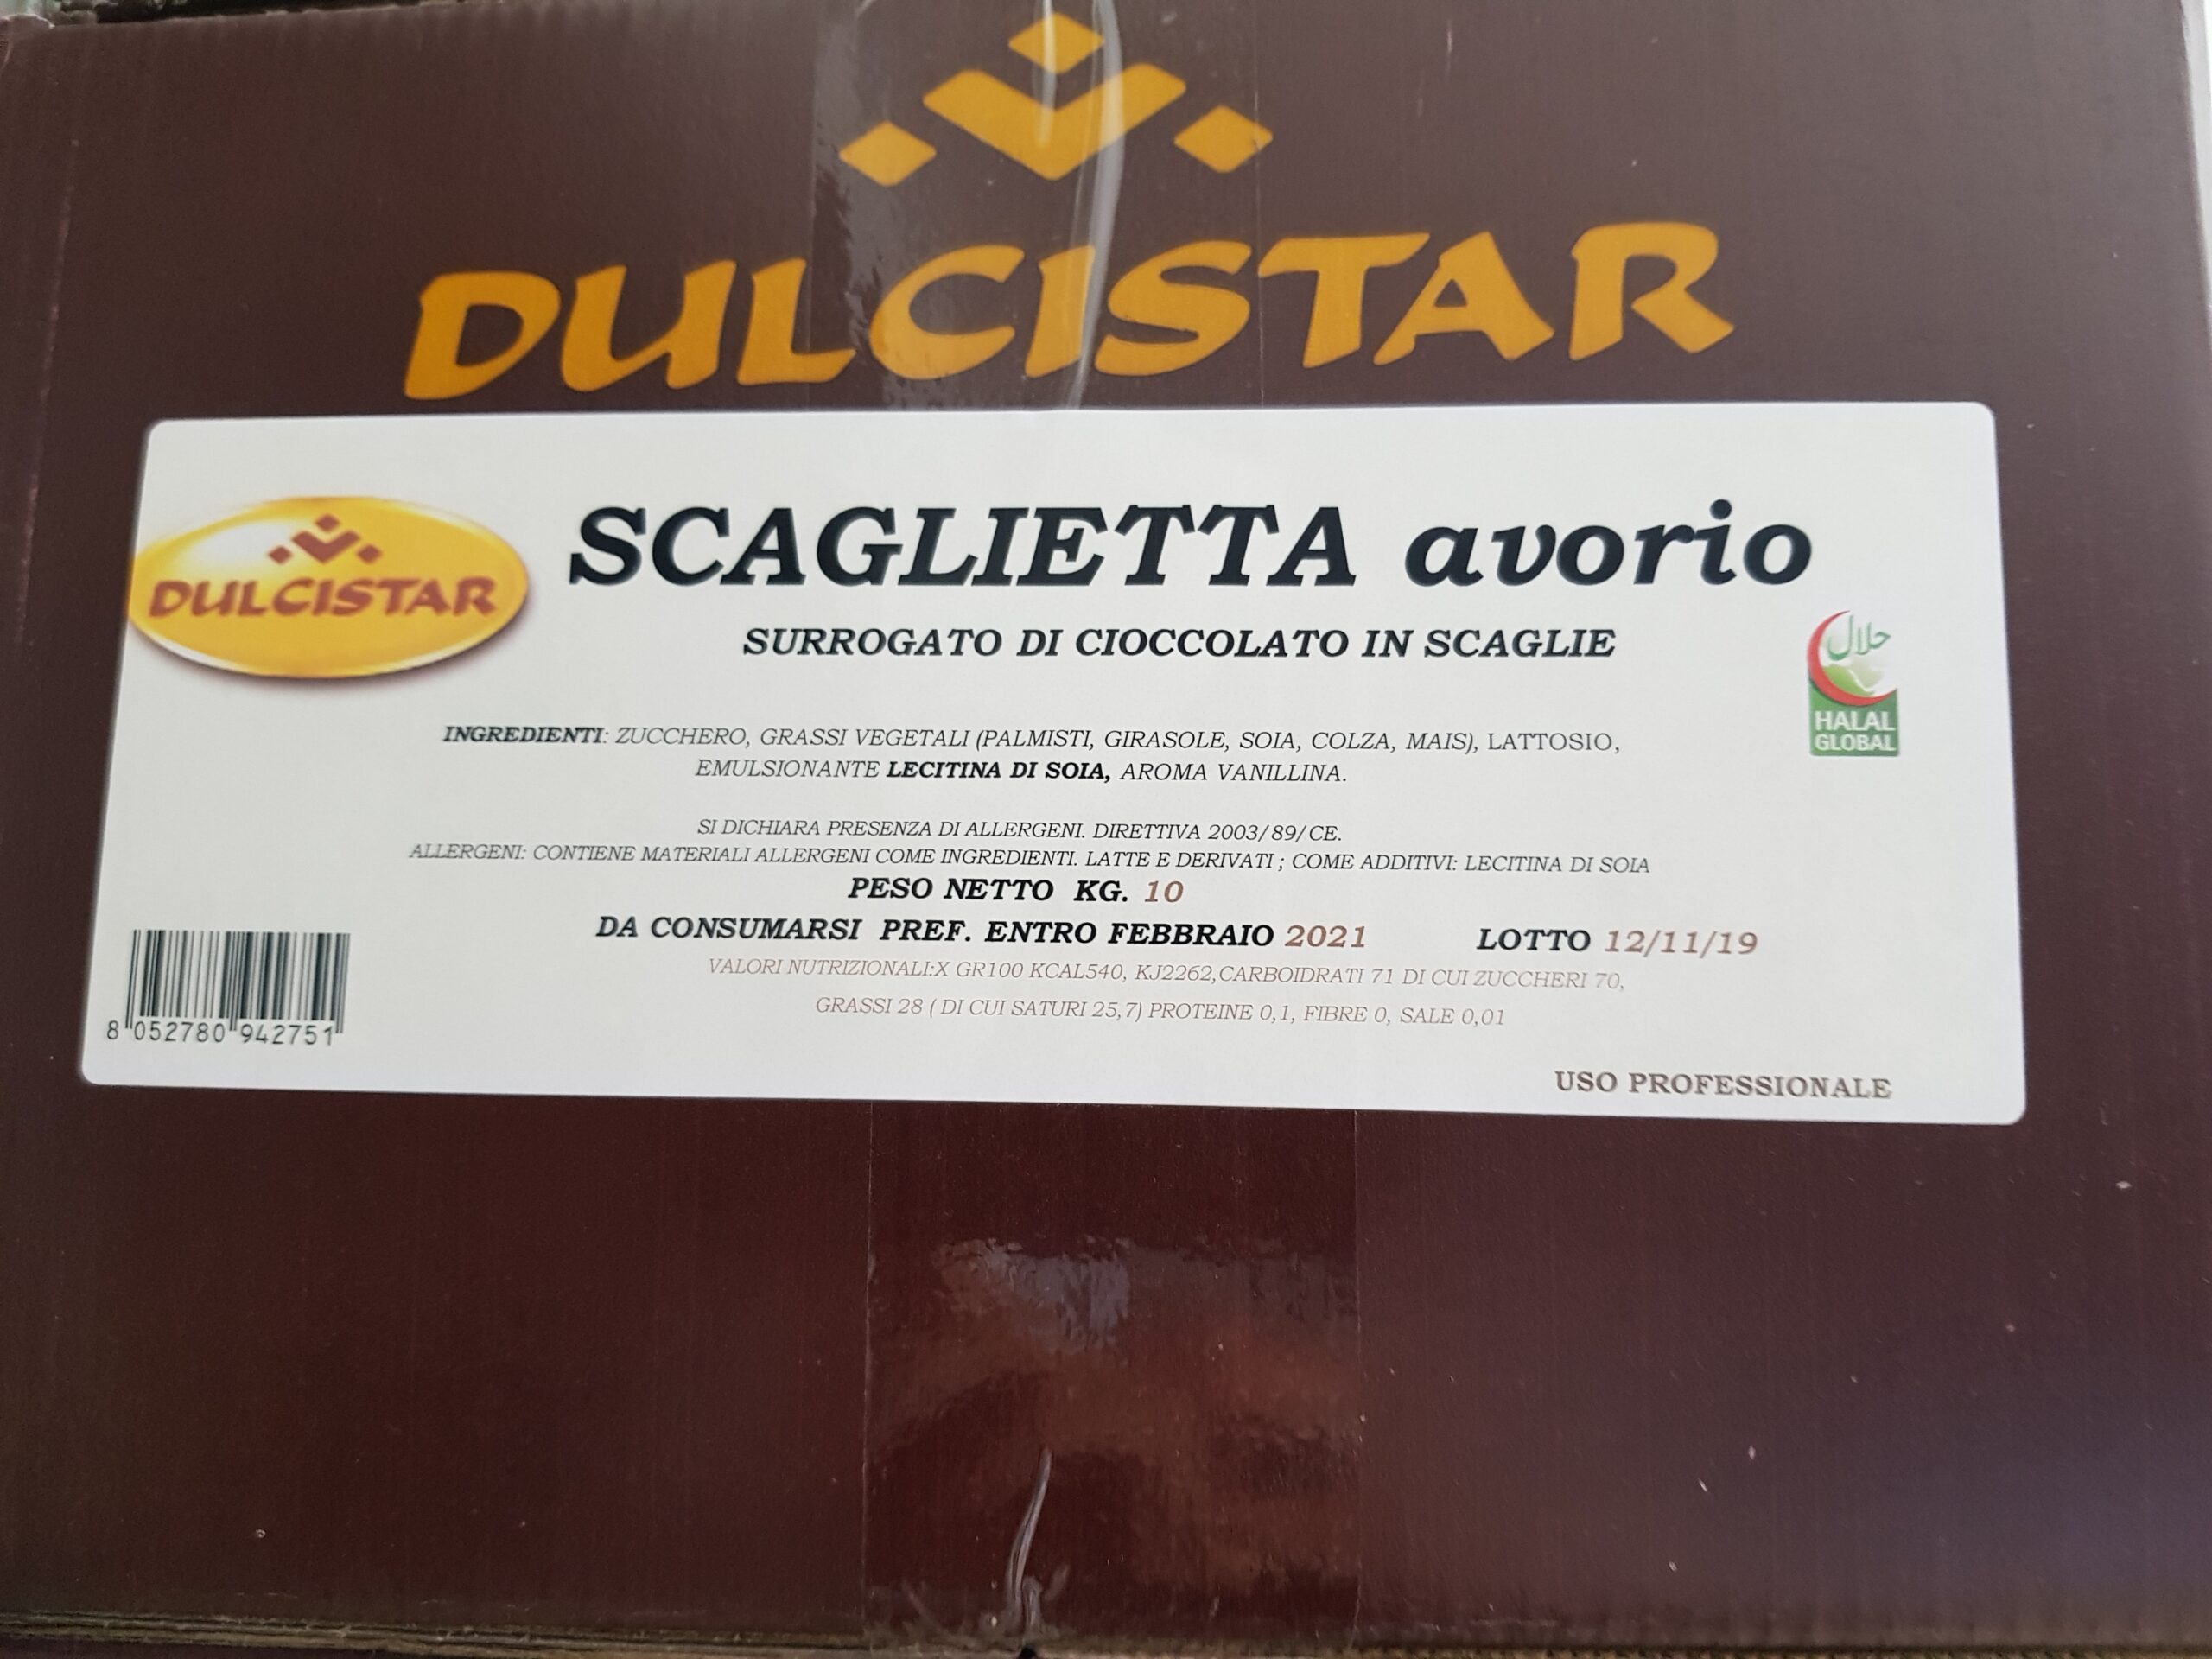 DULCISTAR
DULCISTAR
SCAGLIETTA avorio
SURROGATO DI CIOCCOLATO IN SCAGLIE
حلال
HALAL
GLOBAL
INGREDIENTI: ZUCCHERO, GRASSI VEGETALI (PALMISTI, GIRASOLE, SOIA, COLZA, MAIS), LATTOSIO,
EMULSIONANTE LECITINA DI SOIA, AROMA VANILLINA.
SI DICHIARA PRESENZA DI ALLERGENI. DIRETTIVA 2003/89/CE.
ALLERGENI: CONTIENE MATERIALI ALLERGENI COME INGREDIENTI. LATTE E DERIVATI ; COME ADDITIVI: LECITINA DI SOIA
PESO NETTO KG. 10
DA CONSUMARSI PREF. ENTRO FEBBRAIO 2021 LOTTO 12/11/19
VALORI NUTRIZIONALI:X GR100 KCAL540, KJ2262,CARBOIDRATI 71 DI CUI ZUCCHERI 70,
GRASSI 28 ( DI CUI SATURI 25,7) PROTEINE 0,1, FIBRE 0, SALE 0,01
8 052780 942751
USO PROFESSIONALE